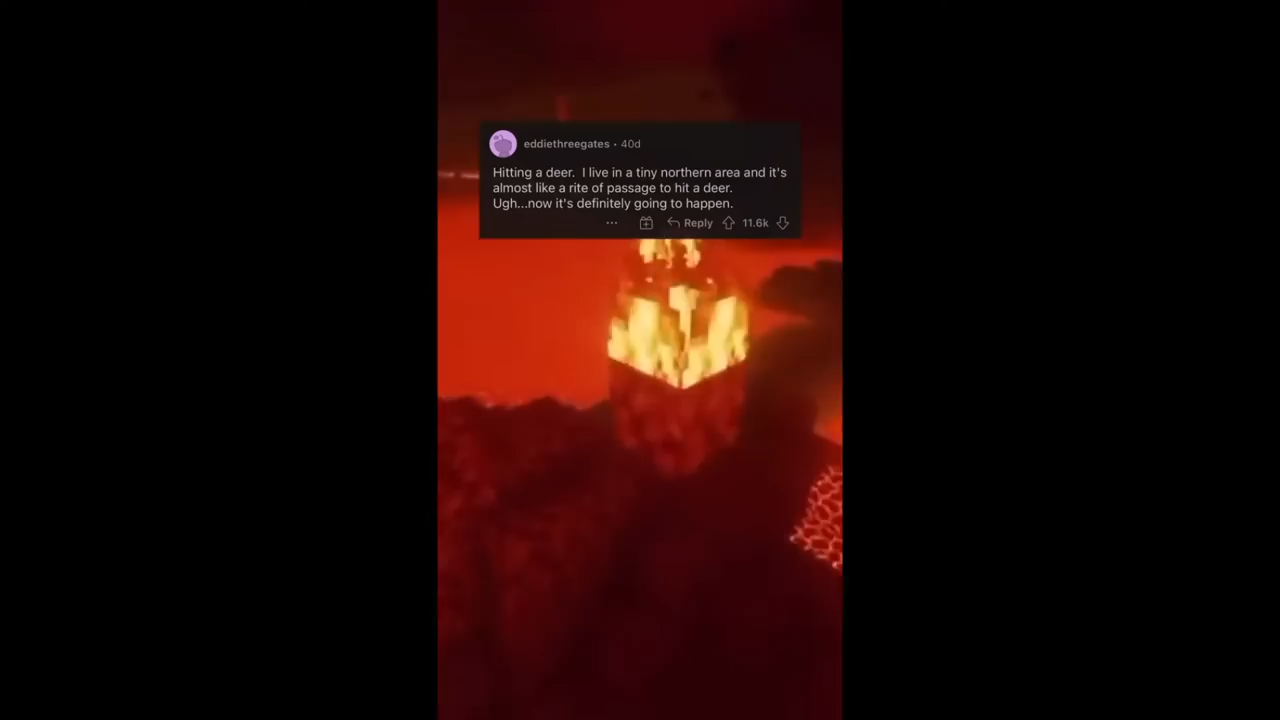 eddiethreegates • 40d
Hitting a deer.  I live in a tiny northern area and it's
almost like a rite of passage to hit a deer.
Ugh...now it's definitely going to happen.
... Reply 11.6k